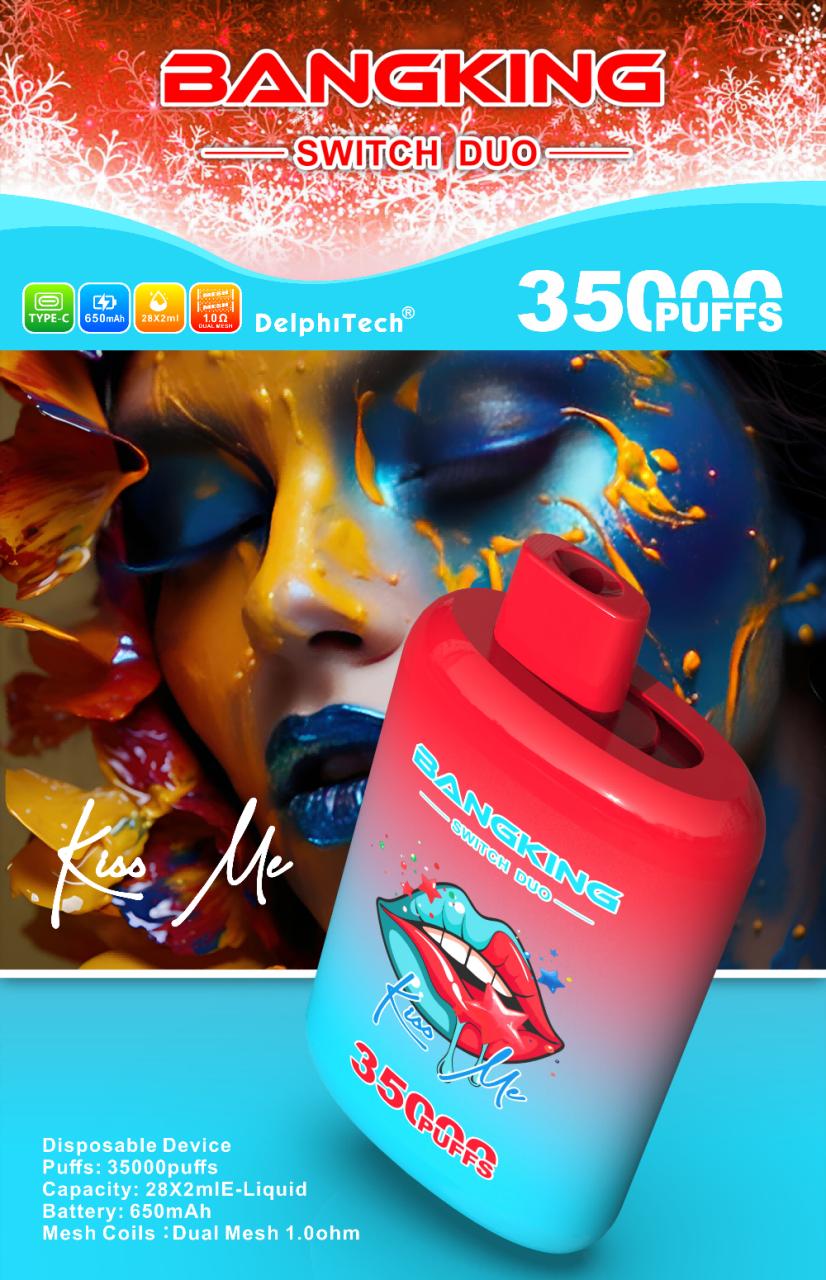 BANGKING
SWITCH DUO
TYPE-C
650mAh
28X2ml
MESH
MESH
1.0Ω
DUAL MESH
DelphiTech®
35000
PUFFS
Kiss Me
BANGKING
SWITCH DUO
Kiss Me
35000
PUFFS
Disposable Device
Puffs: 35000puffs
Capacity: 28X2mlE-Liquid
Battery: 650mAh
Mesh Coils :Dual Mesh 1.0ohm